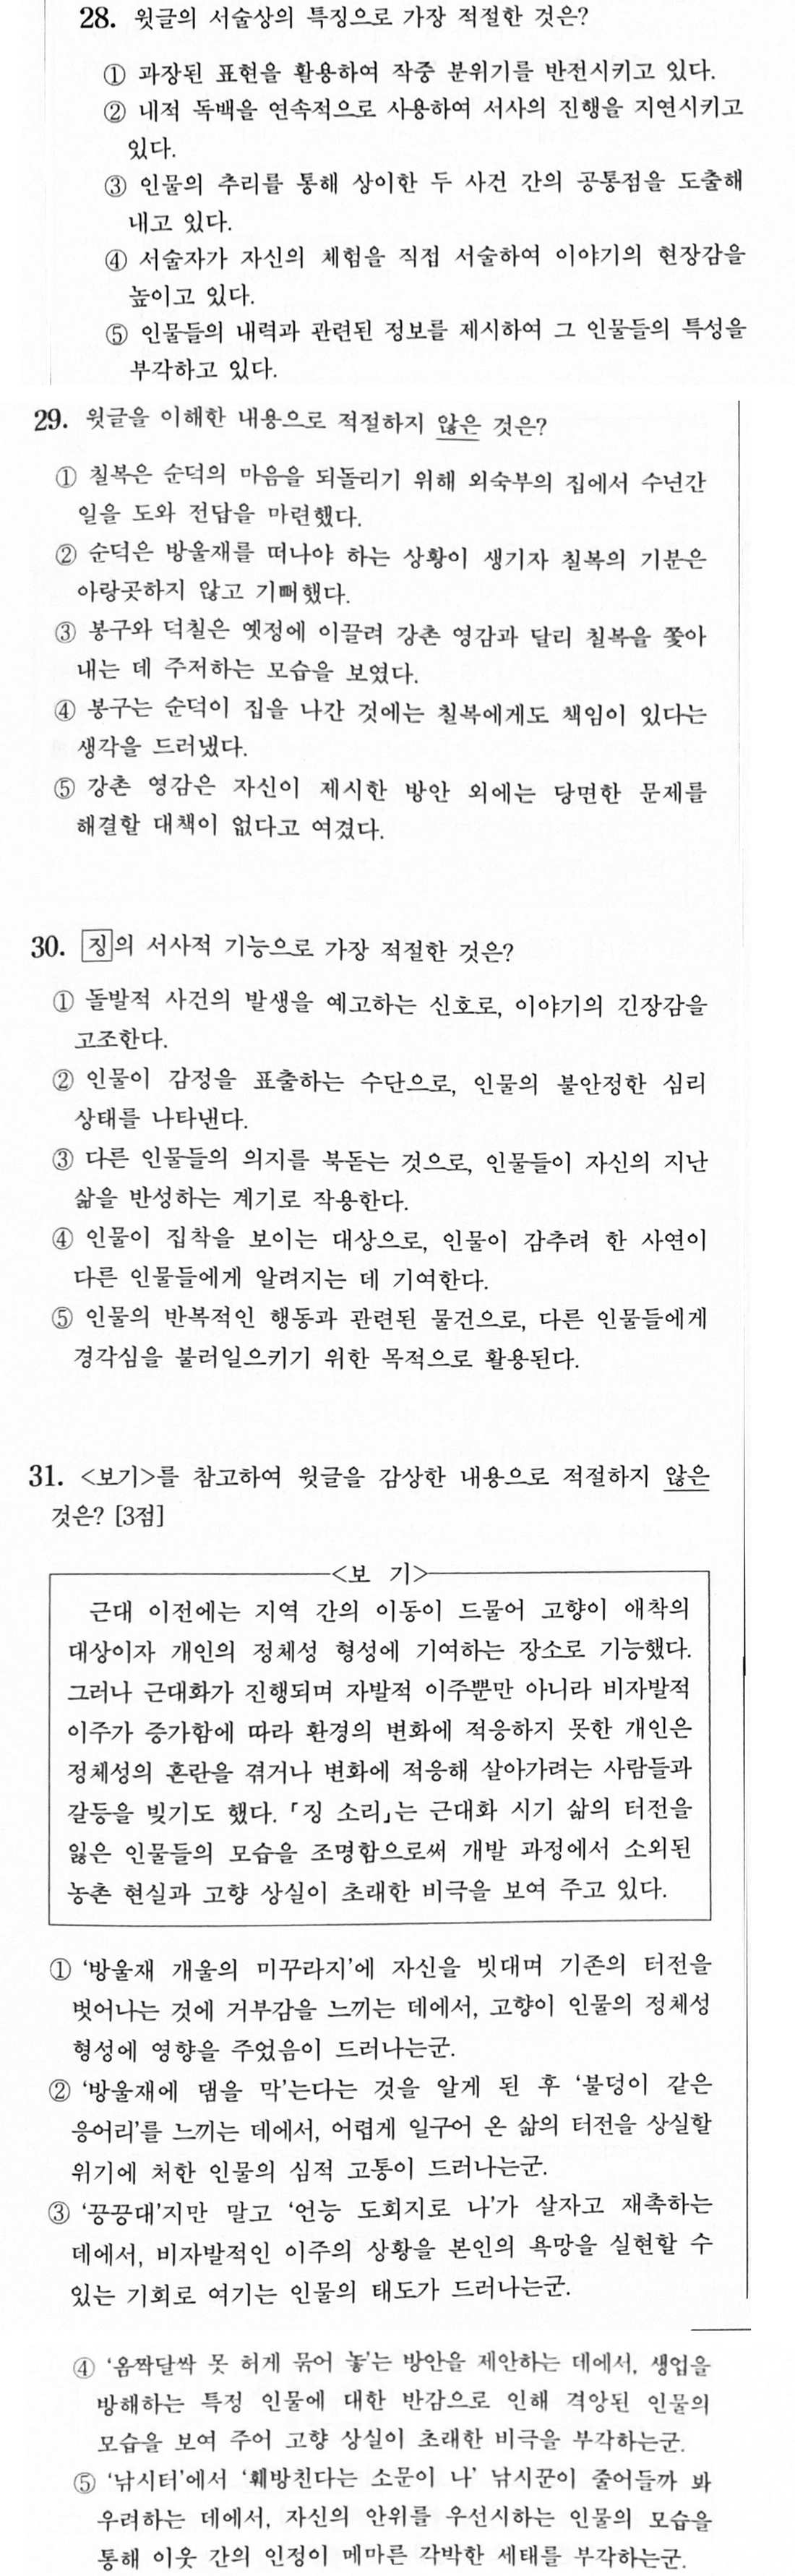 28. 윗글의 서술상의 특징으로 가장 적절한 것은?
① 과장된 표현을 활용하여 작중 분위기를 반전시키고 있다.
② 내적 독백을 연속적으로 사용하여 서사의 진행을 지연시키고
있다.
③ 인물의 추리를 통해 상이한 두 사건 간의 공통점을 도출해
내고 있다.
④ 서술자가 자신의 체험을 직접 서술하여 이야기의 현장감을
높이고 있다.
⑤ 인물들의 내력과 관련된 정보를 제시하여 그 인물들의 특성을
부각하고 있다.
29. 윗글을 이해한 내용으로 적절하지 않은 것은?
① 칠복은 순덕의 마음을 되돌리기 위해 외숙부의 집에서 수년간
일을 도와 전답을 마련했다.
② 순덕은 방울재를 떠나야 하는 상황이 생기자 칠복의 기분은
아랑곳하지 않고 기뻐했다.
③ 봉구와 덕칠은 옛정에 이끌려 강촌 영감과 달리 칠복을 쫓아
내는 데 주저하는 모습을 보였다.
④ 봉구는 순덕이 집을 나간 것에는 칠복에게도 책임이 있다는
생각을 드러냈다.
⑤ 강촌 영감은 자신이 제시한 방안 외에는 당면한 문제를
해결할 대책이 없다고 여겼다.
30. 징의 서사적 기능으로 가장 적절한 것은?
① 돌발적 사건의 발생을 예고하는 신호로, 이야기의 긴장감을
고조한다.
② 인물이 감정을 표출하는 수단으로, 인물의 불안정한 심리
상태를 나타낸다.
③ 다른 인물들의 의지를 북돋는 것으로, 인물들이 자신의 지난
삶을 반성하는 계기로 작용한다.
④ 인물이 집착을 보이는 대상으로, 인물이 감추려 한 사연이
다른 인물들에게 알려지는 데 기여한다.
⑤ 인물의 반복적인 행동과 관련된 물건으로, 다른 인물들에게
경각심을 불러일으키기 위한 목적으로 활용된다.
31. <보기>를 참고하여 윗글을 감상한 내용으로 적절하지 않은
것은? [3점]
<보 기>
근대 이전에는 지역 간의 이동이 드물어 고향이 애착의
대상이자 개인의 정체성 형성에 기여하는 장소로 기능했다.
그러나 근대화가 진행되며 자발적 이주뿐만 아니라 비자발적
이주가 증가함에 따라 환경의 변화에 적응하지 못한 개인은
정체성의 혼란을 겪거나 변화에 적응해 살아가려는 사람들과
갈등을 빚기도 했다. 「징 소리」는 근대화 시기 삶의 터전을
잃은 인물들의 모습을 조명함으로써 개발 과정에서 소외된
농촌 현실과 고향 상실이 초래한 비극을 보여 주고 있다.
① ‘방울재 개울의 미꾸라지’에 자신을 빗대며 기존의 터전을
벗어나는 것에 거부감을 느끼는 데에서, 고향이 인물의 정체성
형성에 영향을 주었음이 드러나는군.
② ‘방울재에 댐을 막’는다는 것을 알게 된 후 ‘불덩이 같은
응어리’를 느끼는 데에서, 어렵게 일구어 온 삶의 터전을 상실할
위기에 처한 인물의 심적 고통이 드러나는군.
③ ‘끙끙대’지만 말고 ‘언능 도회지로 나’가 살자고 재촉하는
데에서, 비자발적인 이주의 상황을 본인의 욕망을 실현할 수
있는 기회로 여기는 인물의 태도가 드러나는군.
④ ‘옴짝달싹 못 허게 묶어 놓’는 방안을 제안하는 데에서, 생업을
방해하는 특정 인물에 대한 반감으로 인해 격앙된 인물의
모습을 보여 주어 고향 상실이 초래한 비극을 부각하는군.
⑤ ‘낚시터’에서 ‘훼방친다는 소문이 나’ 낚시꾼이 줄어들까 봐
우려하는 데에서, 자신의 안위를 우선시하는 인물의 모습을
통해 이웃 간의 인정이 메마른 각박한 세태를 부각하는군.